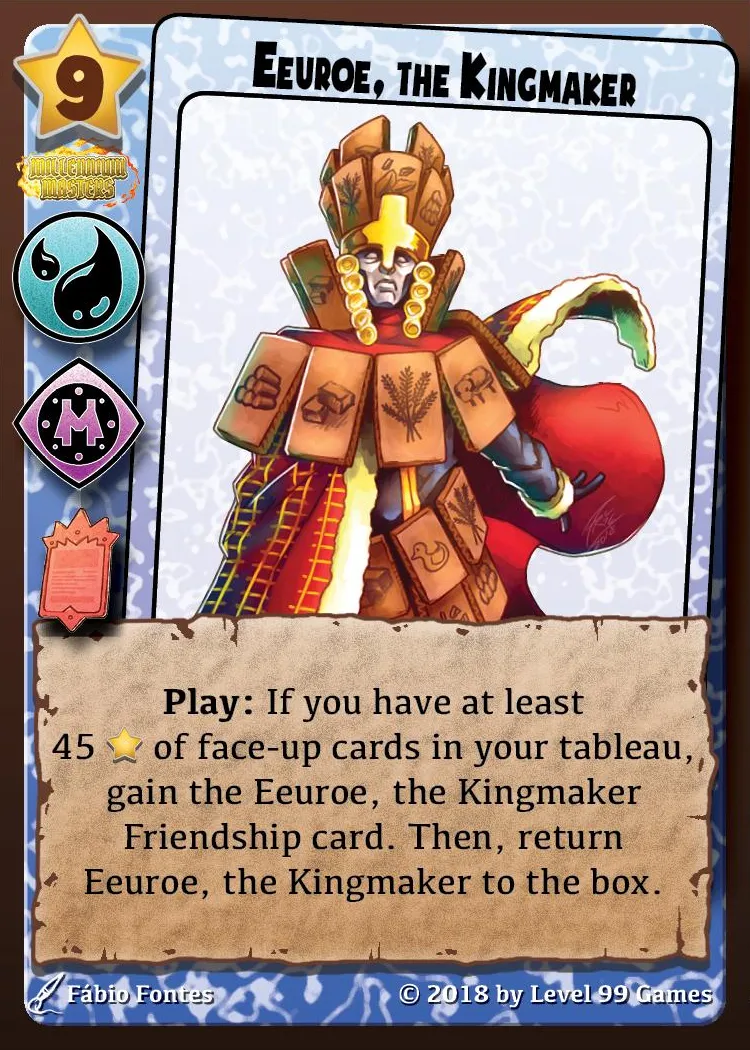 9
Eeuroe, the Kingmaker
MILLENNIUM
MASTERS
M
Play: If you have at least
45 of face-up cards in your tableau,
gain the Eeuroe, the Kingmaker
Friendship card. Then, return
Eeuroe, the Kingmaker to the box.
Fábio Fontes
© 2018 by Level 99 Games